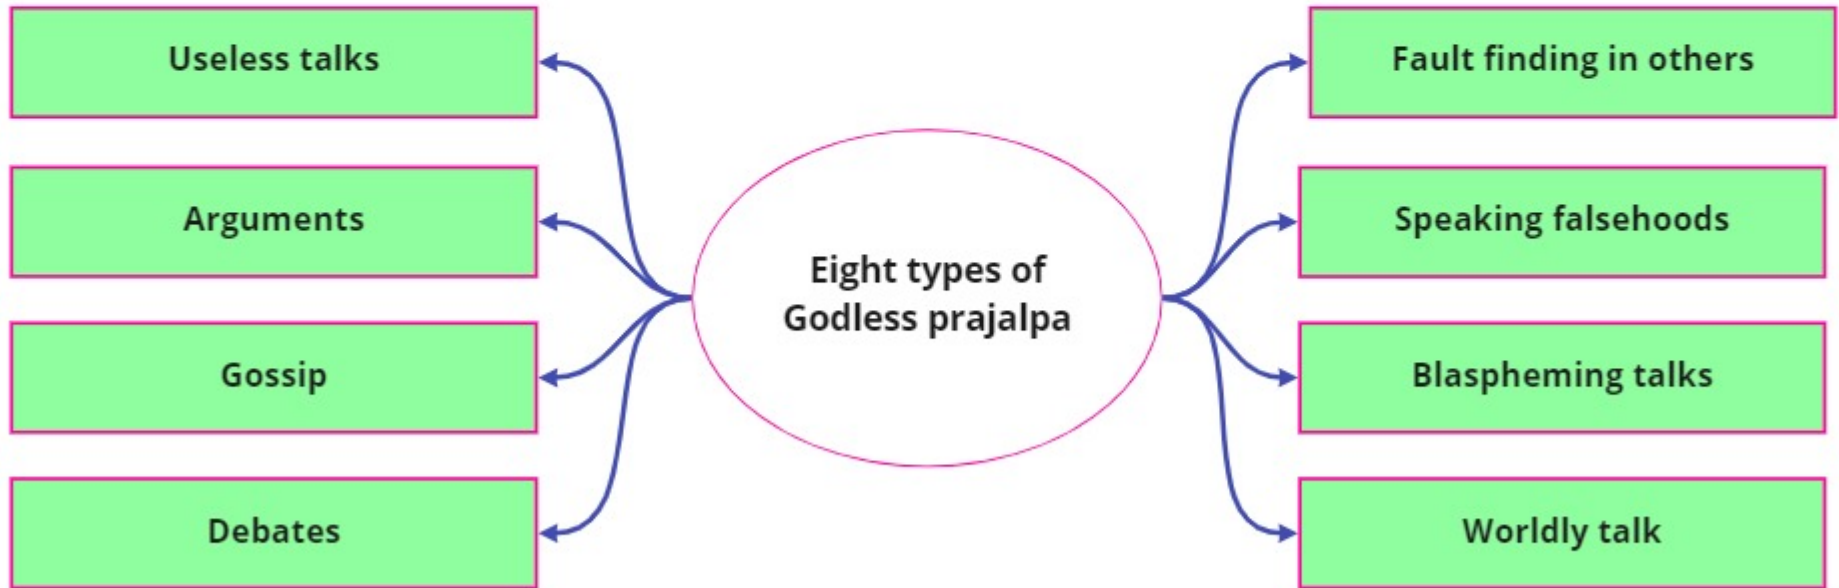 Useless talks
Arguments
Gossip
Debates
Eight types of
Godless prajalpa
Fault finding in others
Speaking falsehoods
Blaspheming talks
Worldly talk